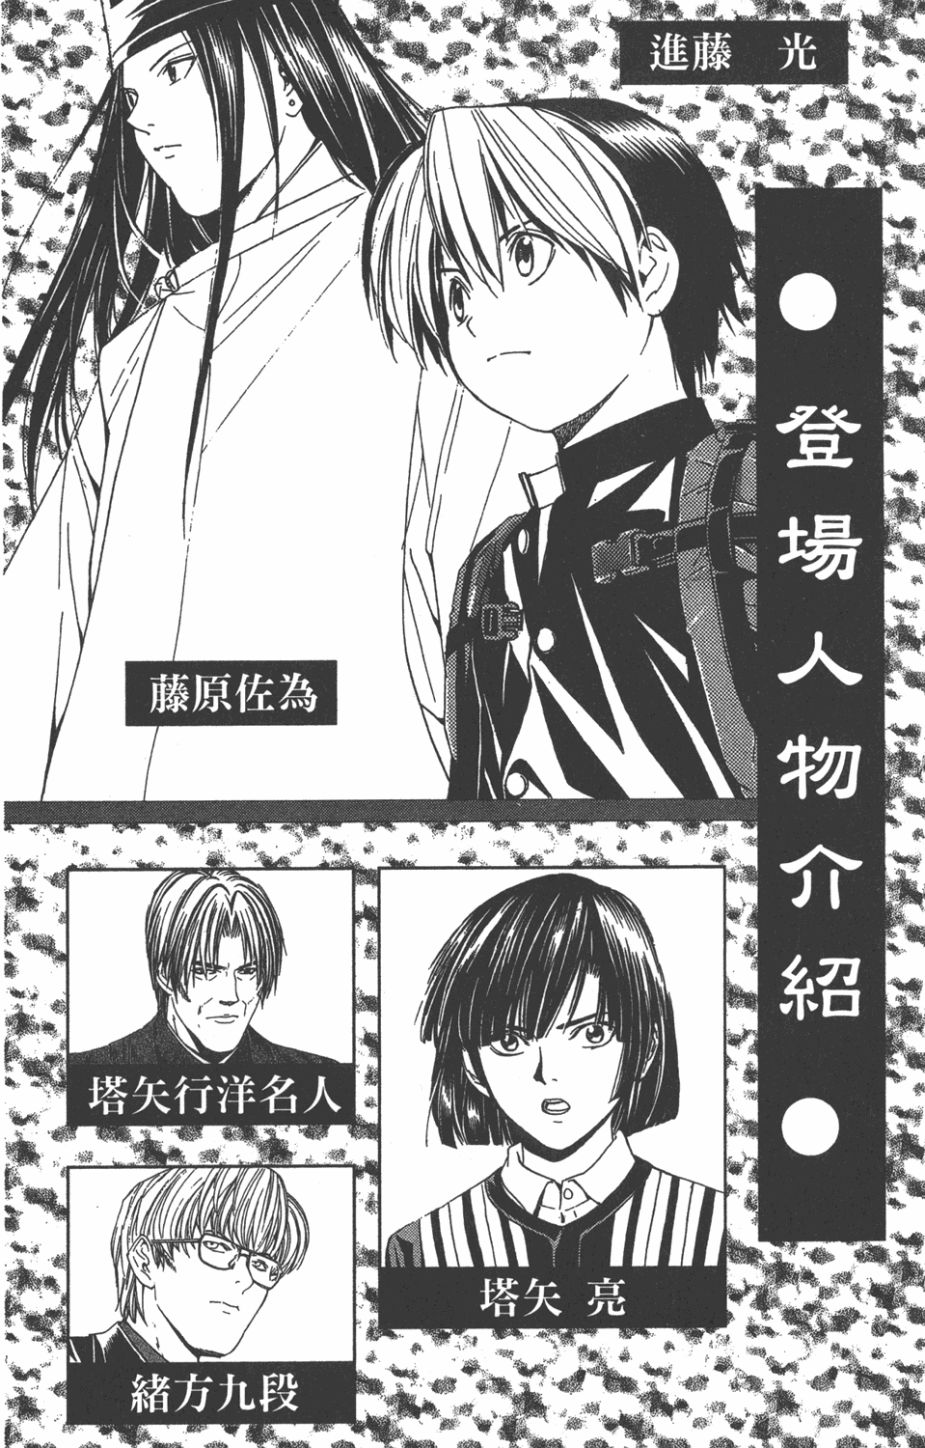 進藤　光
●登場人物介紹●
藤原佐為
塔矢亮
塔矢行洋名人
緒方九段